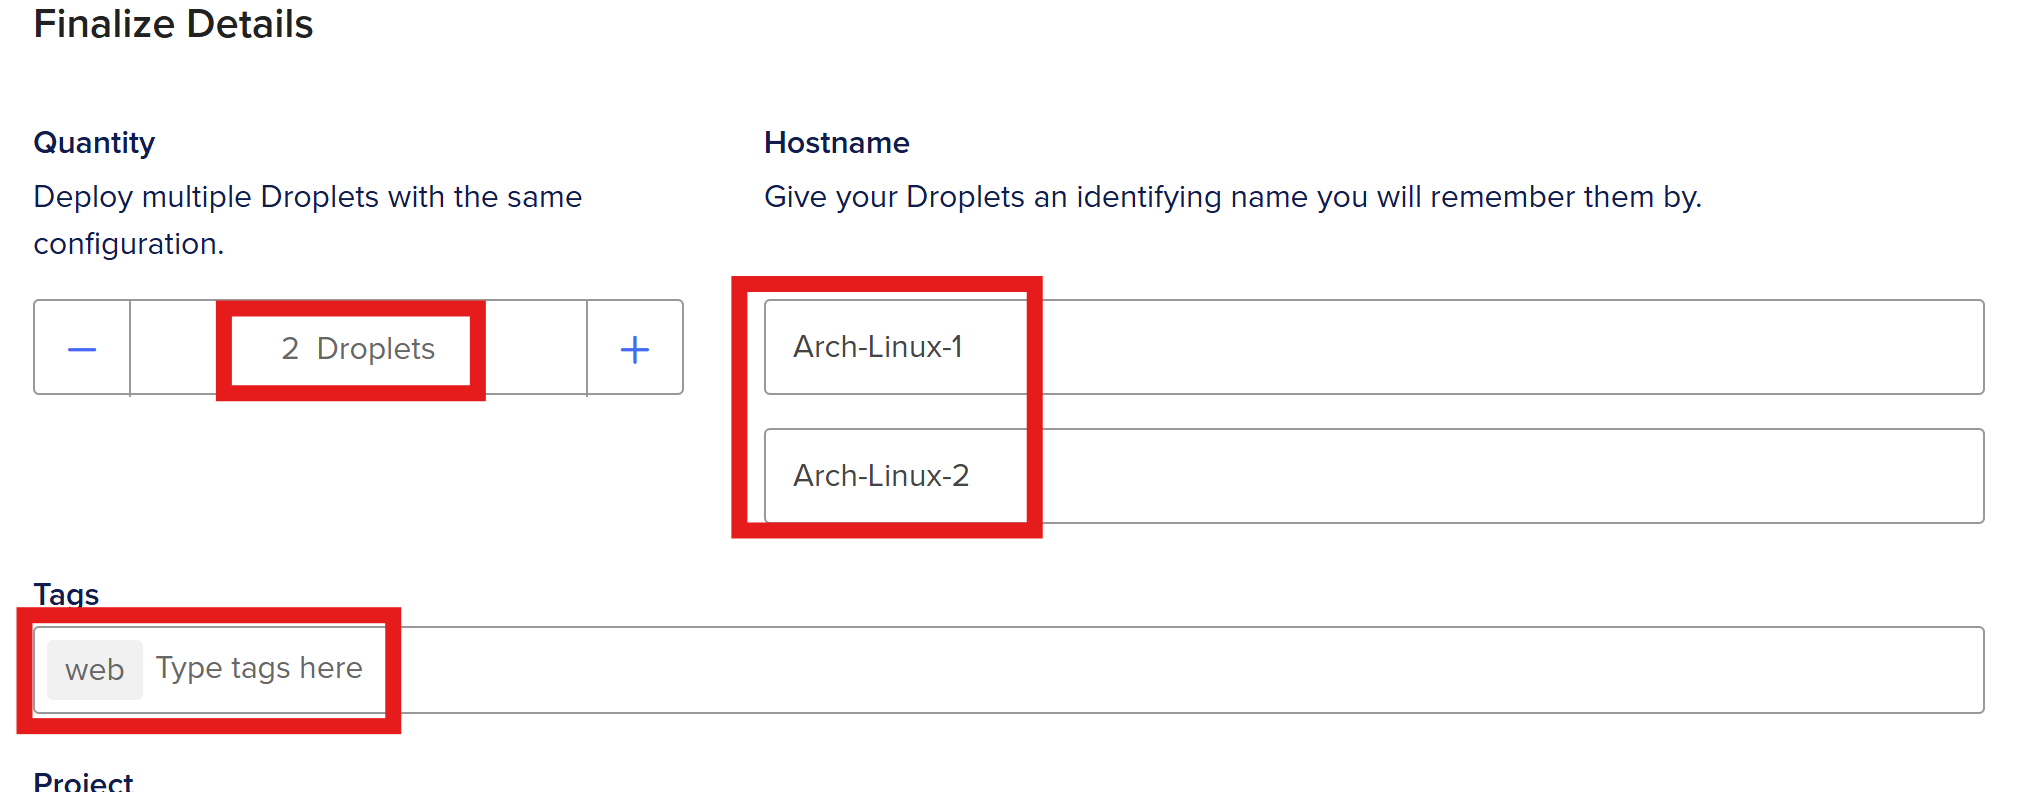 Finalize Details
Quantity
Deploy multiple Droplets with the same
configuration.
2 Droplets
Hostname
Give your Droplets an identifying name you will remember them by.
Arch-Linux-1
Arch-Linux-2
Tags
web Type tags here
Project